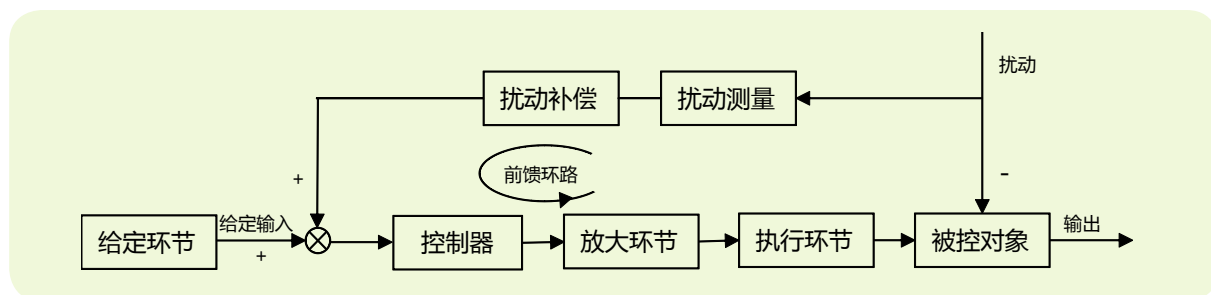 扰动
扰动补偿
扰动测量
+
前馈环路
-
给定环节
给定输入
+
控制器
放大环节
执行环节
被控对象
输出